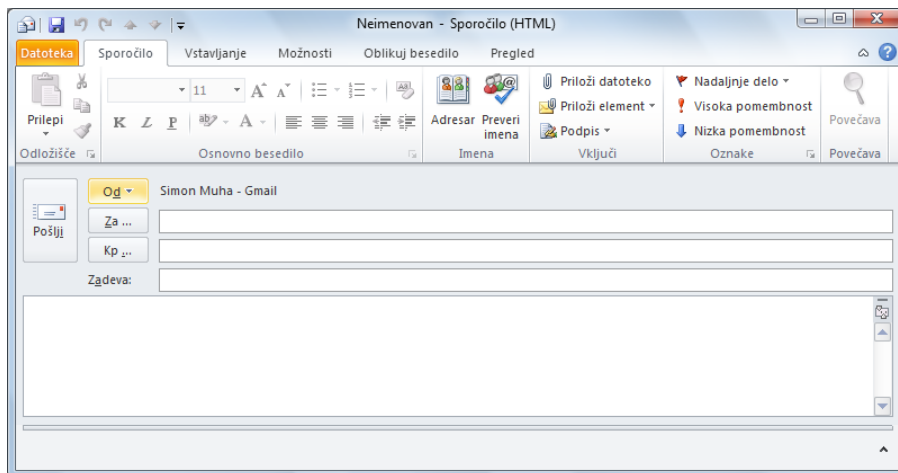 Neimenovan - Sporočilo (HTML)
Datoteka Sporočilo Vstavljanje Možnosti Oblikuj besedilo Pregled
Prilepi
Odložišče
11
K L P
Osnovno besedilo
Adresar Preveri imena
Imena
Priloži datoteko
Priloži element
Podpis
Vključi
Nadaljnje delo
Visoka pomembnost
Nizka pomembnost
Oznake
Povečava
Povečava
Pošlji
Od Simon Muha - Gmail
Za ...
Kp ...
Zadeva: